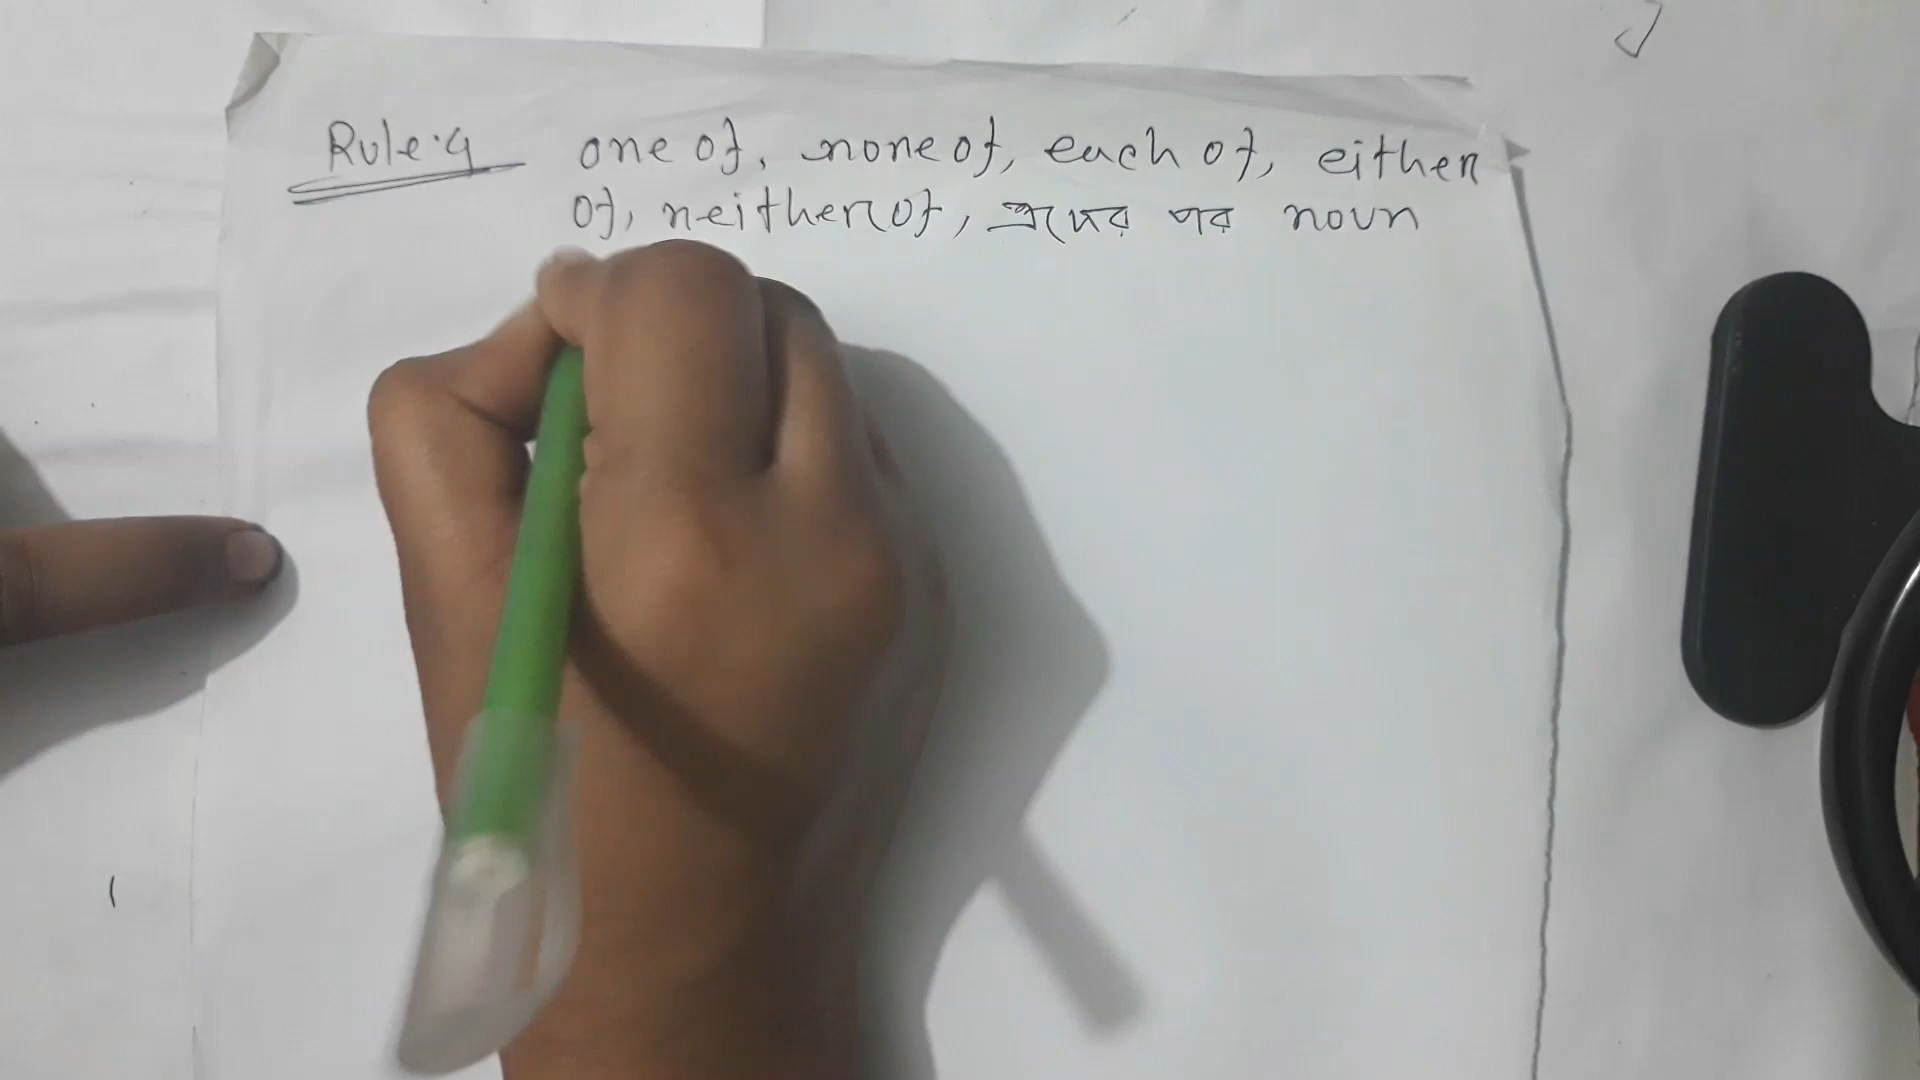 Rule:4 one of, none of, each of, either
of, neither of, এদের পর noun